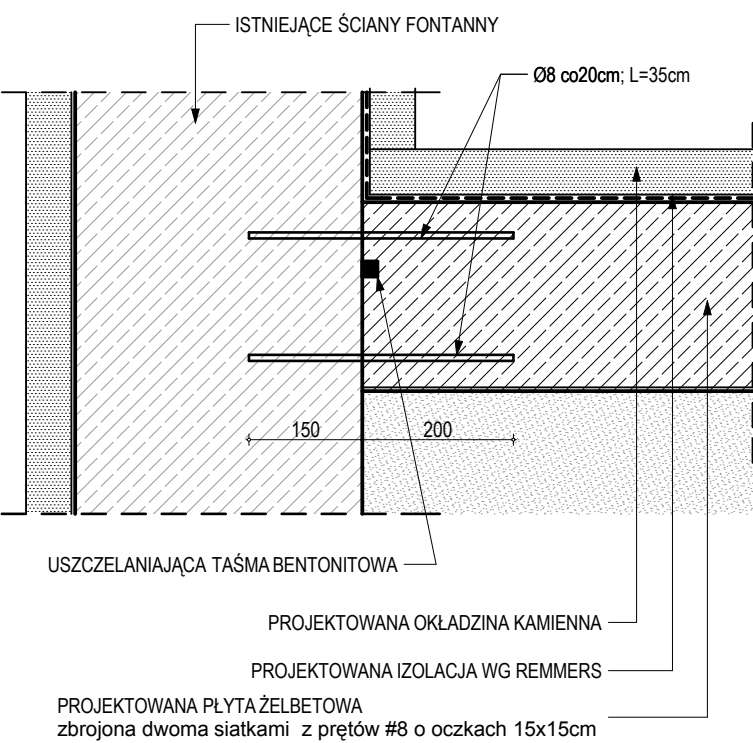 ISTNIEJĄCE ŚCIANY FONTANNY
Ø8 co20cm; L=35cm
150
200
USZCZELANIAJĄCA TAŚMA BENTONITOWA
PROJEKTOWANA OKŁADZINA KAMIENNA
PROJEKTOWANA IZOLACJA WG REMMERS
PROJEKTOWANA PŁYTA ŻELBETOWA
zbrojona dwoma siatkami z prętów #8 o oczkach 15x15cm